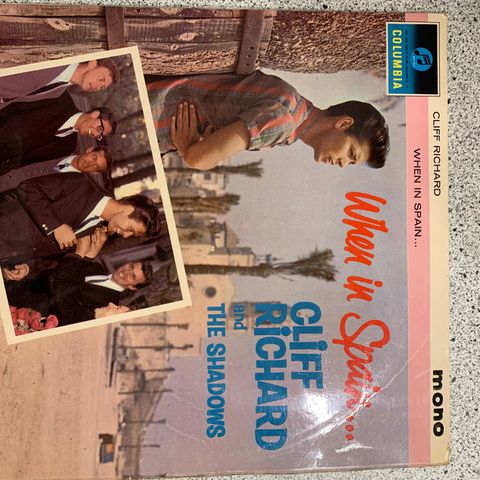 COLUMBIA
CLIFF RICHARD
WHEN IN SPAIN...
mono
When in Spain....
CLiFF
RiCHARD
and
THE SHADOWS